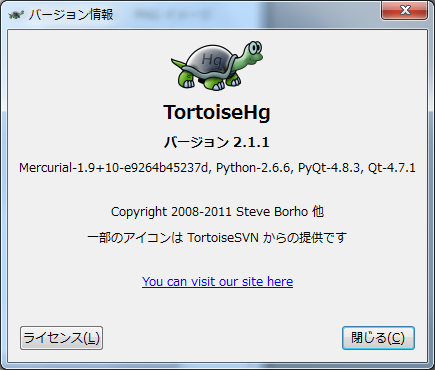 バージョン情報
Hg
TortoiseHg
バージョン 2.1.1
Mercurial-1.9+10-e9264b45237d, Python-2.6.6, PyQt-4.8.3, Qt-4.7.1
Copyright 2008-2011 Steve Borho 他
一部のアイコンは TortoiseSVN からの提供です
You can visit our site here
ライセンス(L)
閉じる(C)